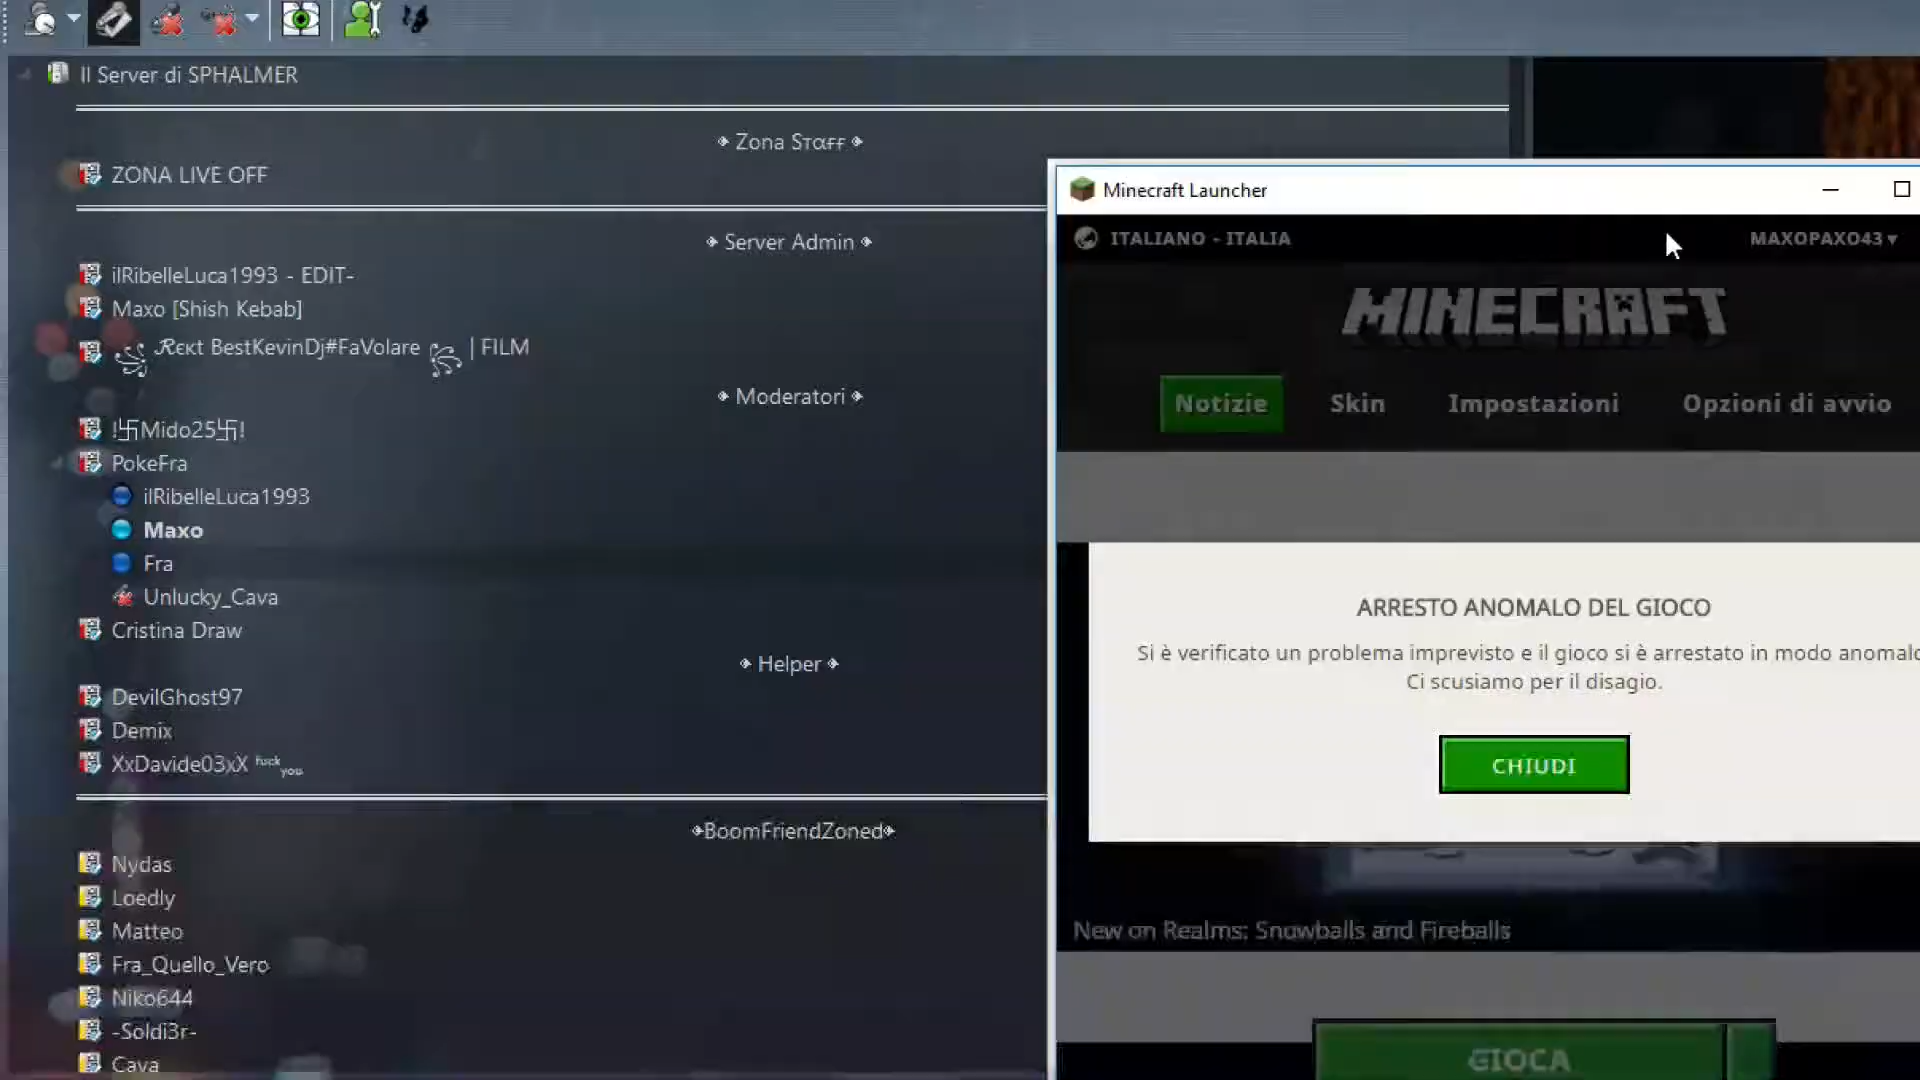 Il Server di SPHALMER
Zona Sταғғ
ZONA LIVE OFF
Server Admin
ilRibelleLuca1993 - EDIT-
Maxo [Shish Kebab]
꧁ ℛєкт BestKevinDj#FaVolare ꧂ | FILM
Moderatori
!卐Mido25卐!
PokeFra
ilRibelleLuca1993
Maxo
Fra
Unlucky_Cava
Cristina Draw
Helper
DevilGhost97
Demix
XxDavide03xX ᶠᵘᶜᵏ you
BoomFriendZoned
Nydas
Loedly
Matteo
Fra_Quello_Vero
Niko644
-Soldi3r-
Cava
Minecraft Launcher
ITALIANO - ITALIA
MAXOPAXO43
MINECRAFT
Notizie Skin Impostazioni Opzioni di avvio
ARRESTO ANOMALO DEL GIOCO
Si è verificato un problema imprevisto e il gioco si è arrestato in modo anomalo
Ci scusiamo per il disagio.
CHIUDI
New on Realms: Snowballs and Fireballs
GIOCA